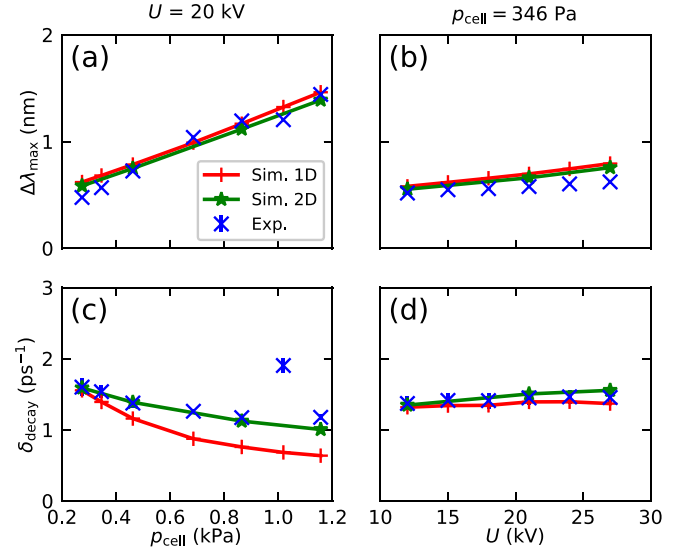 U = 20 kV
p_cell = 346 Pa
(a)
(b)
Δλ_max (nm)
2
1
0
Sim. 1D
Sim. 2D
Exp.
(c)
(d)
δ_decay (ps⁻¹)
3
2
1
0
0.2 0.4 0.6 0.8 1.0 1.2
10 15 20 25 30
p_cell (kPa)
U (kV)